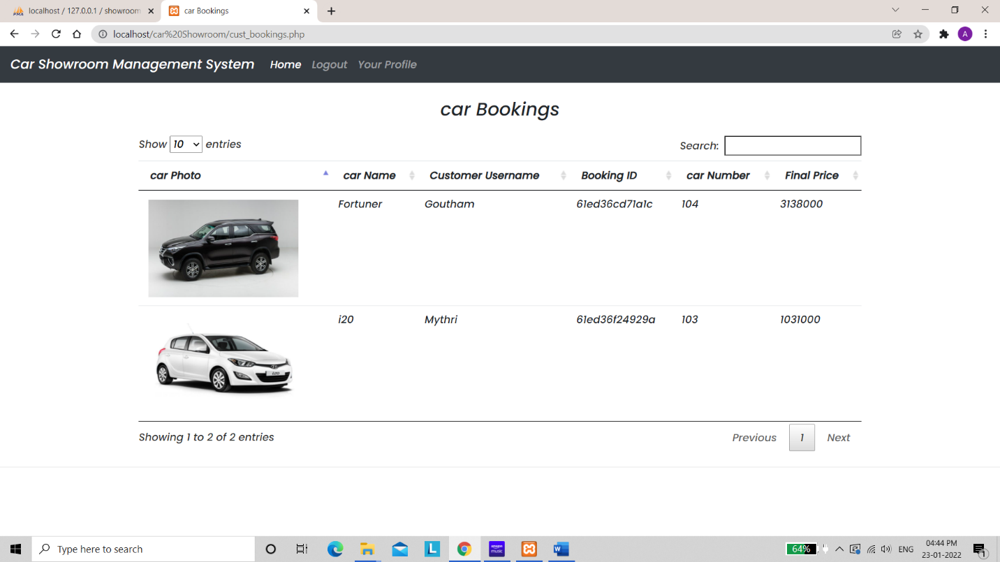 localhost / 127.0.0.1 / showroom
car Bookings
localhost/car%20Showroom/cust_bookings.php
A
Car Showroom Management System Home Logout Your Profile
car Bookings
Show 10 entries Search:
car Photo car Name Customer Username Booking ID car Number Final Price
Fortuner Goutham 61ed36cd71a1c 104 3138000
i20 Mythri 61ed36f24929a 103 1031000
Showing 1 to 2 of 2 entries Previous 1 Next
Type here to search
L
amazon music
W
64%
ENG
04:44 PM
23-01-2022
1